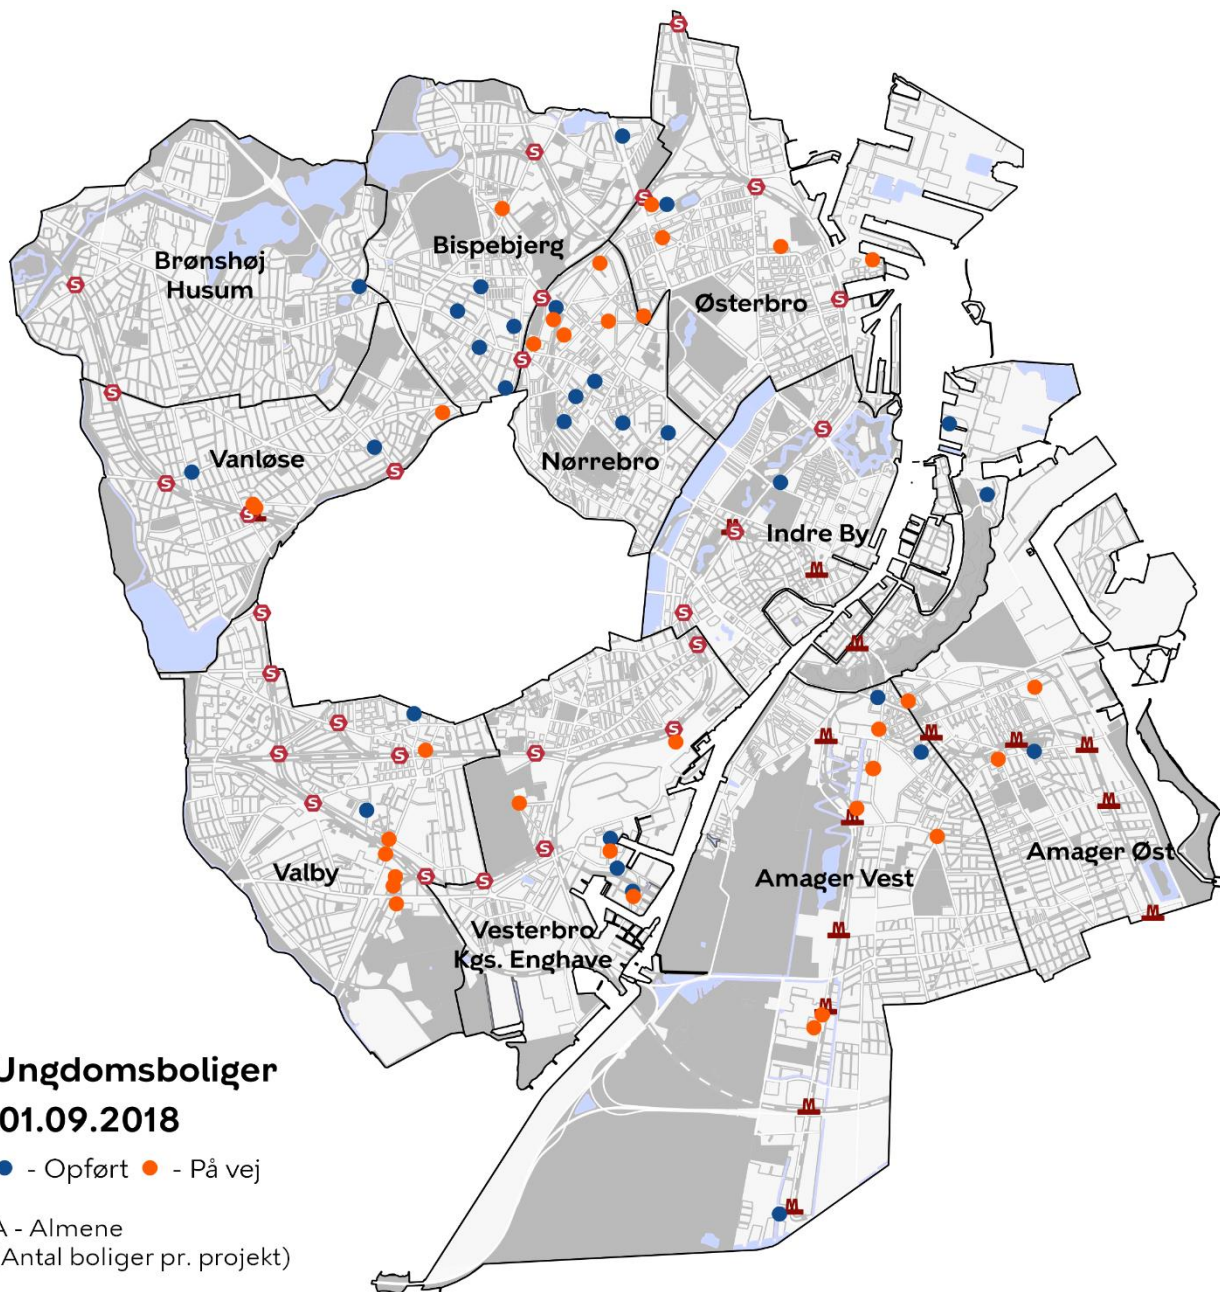 Brønshøj
Husum
Bispebjerg
Østerbro
Vanløse
Nørrebro
Indre By
Valby
Vesterbro
Kgs. Enghave
Amager Vest
Amager Øst
Ungdomsboliger
01.09.2018
- Opført - På vej
A - Almene
(Antal boliger pr. projekt)